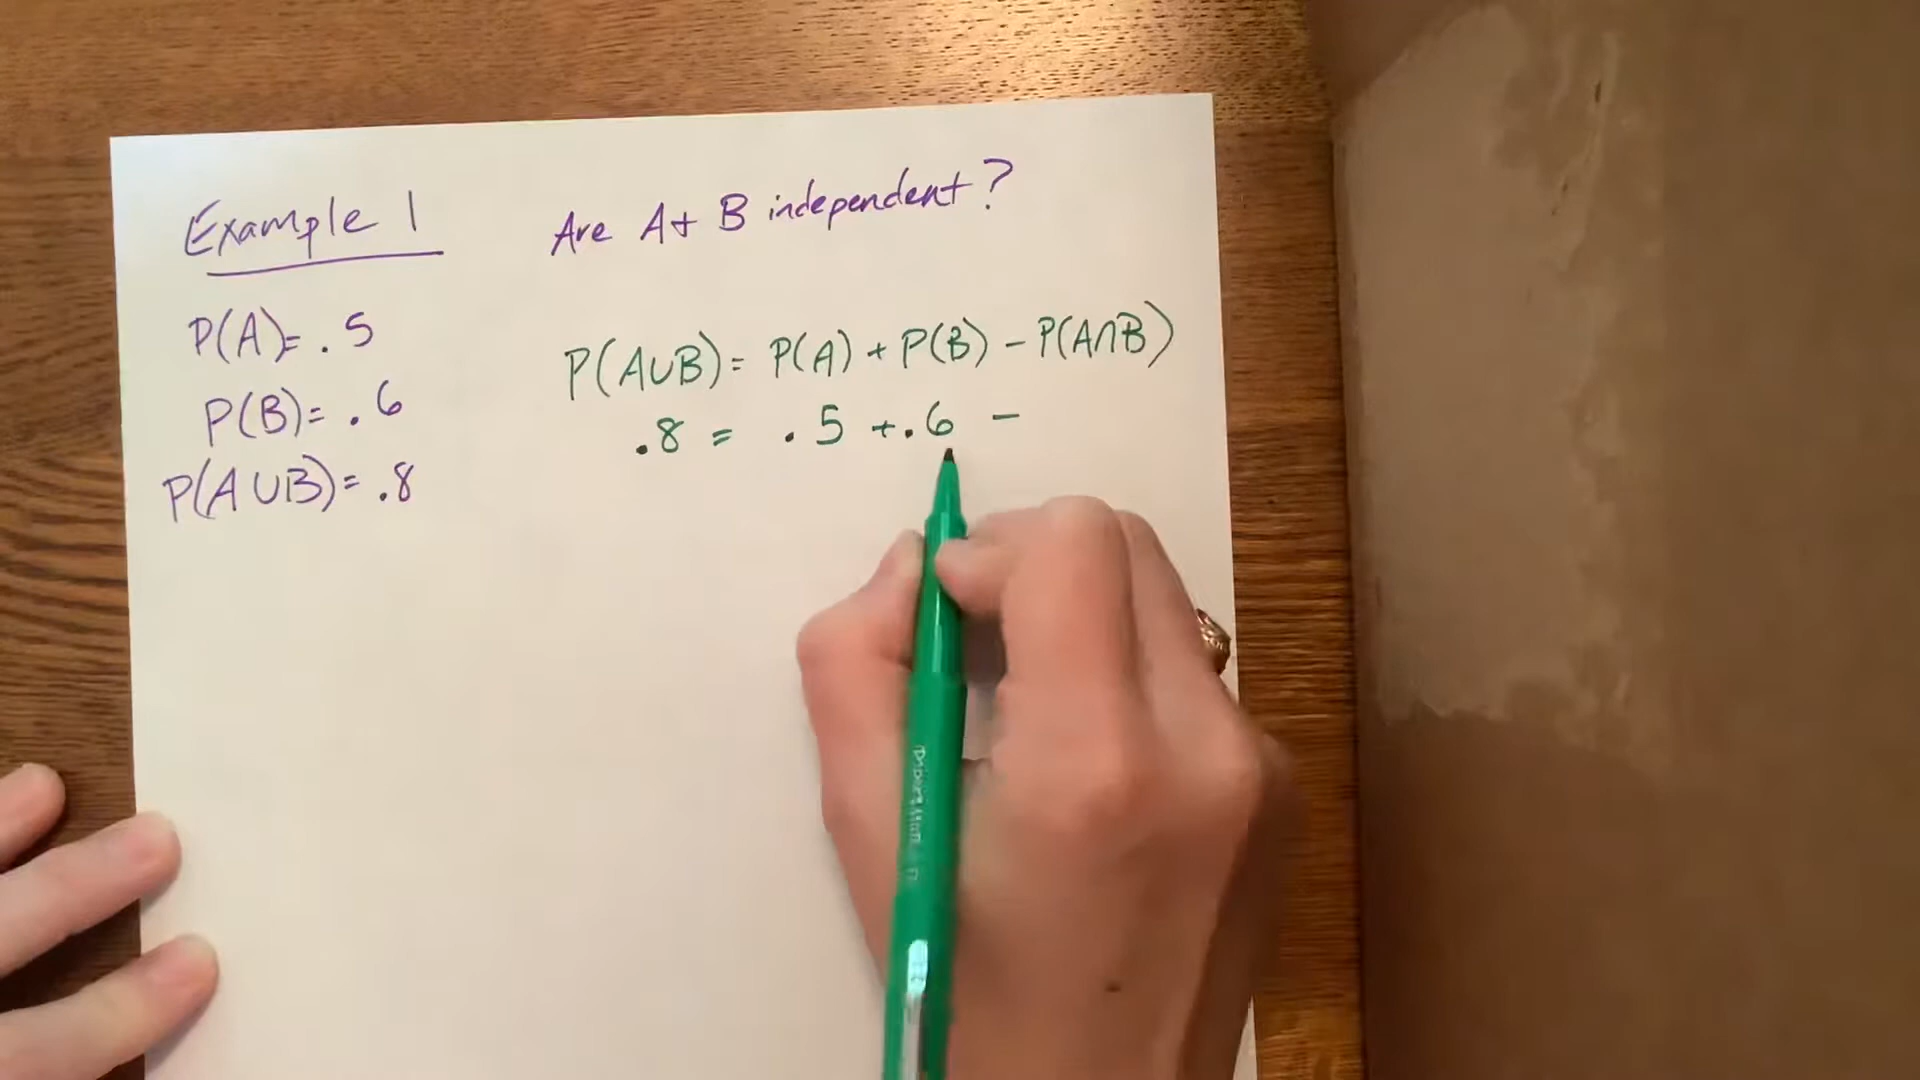 Example 1
Are A + B independent?
P(A) = .5
P(B) = .6
P(A∪B) = .8
P(A∪B) = P(A) + P(B) - P(A∩B)
.8 = .5 + .6 -